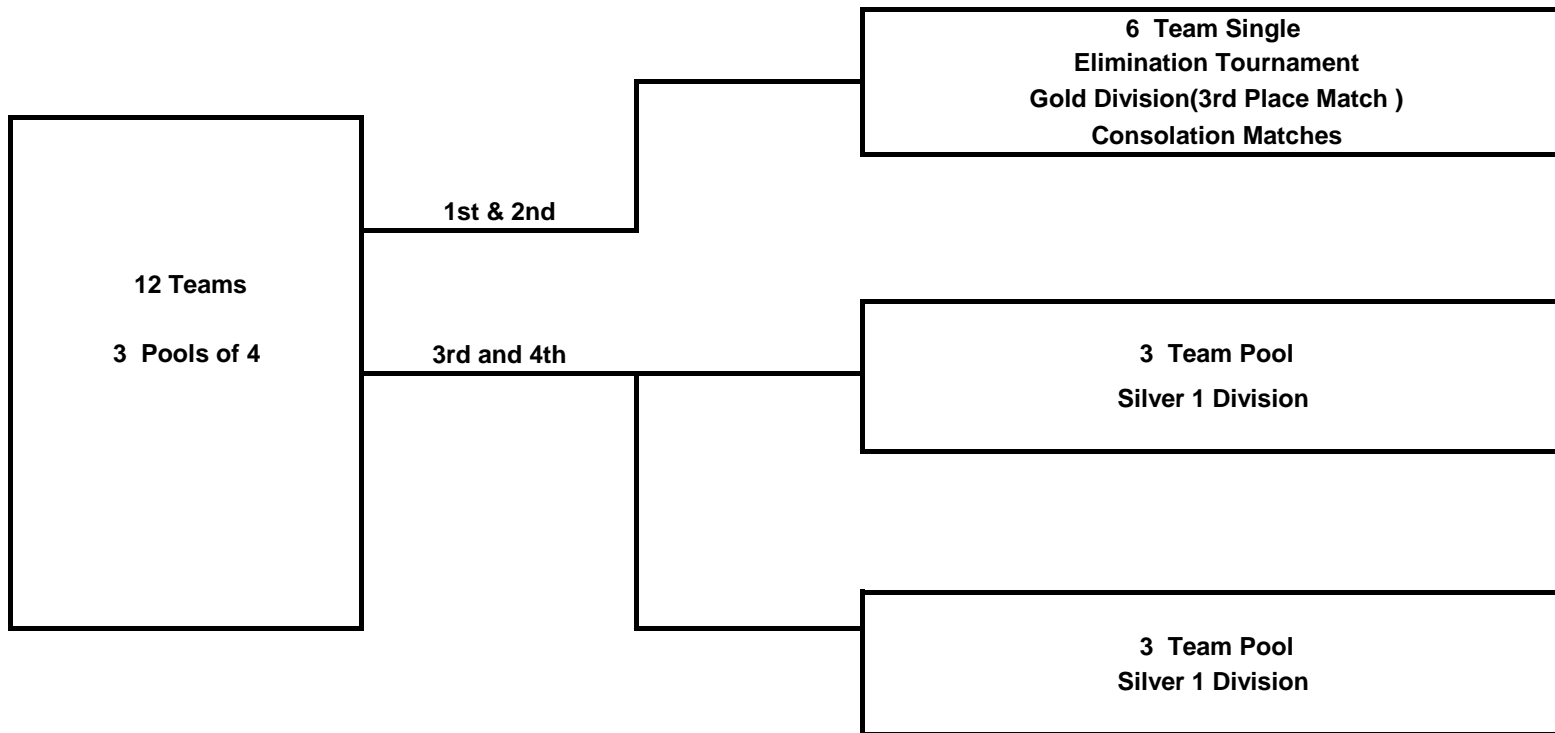 12 Teams
3 Pools of 4
1st & 2nd
3rd and 4th
6 Team Single
Elimination Tournament
Gold Division(3rd Place Match )
Consolation Matches
3 Team Pool
Silver 1 Division
3 Team Pool
Silver 1 Division